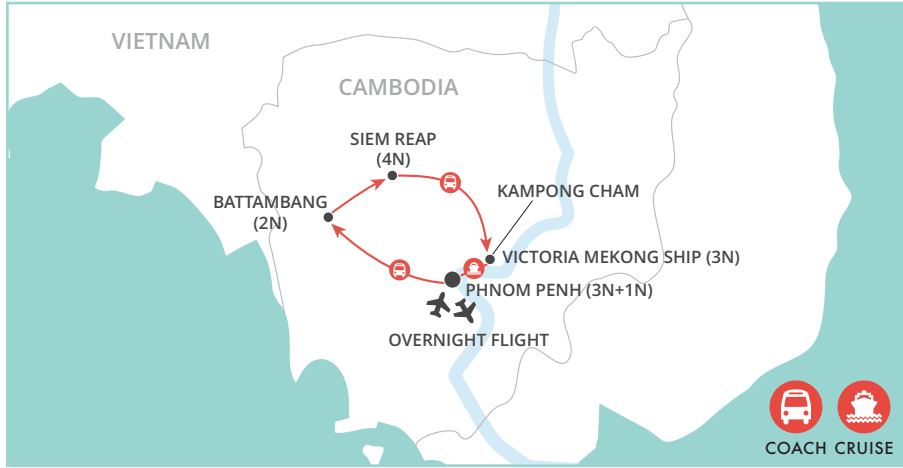 VIETNAM
CAMBODIA
SIEM REAP
(4N)
KAMPONG CHAM
BATTAMBANG
(2N)
VICTORIA MEKONG SHIP (3N)
PHNOM PENH (3N+1N)
OVERNIGHT FLIGHT
COACH CRUISE